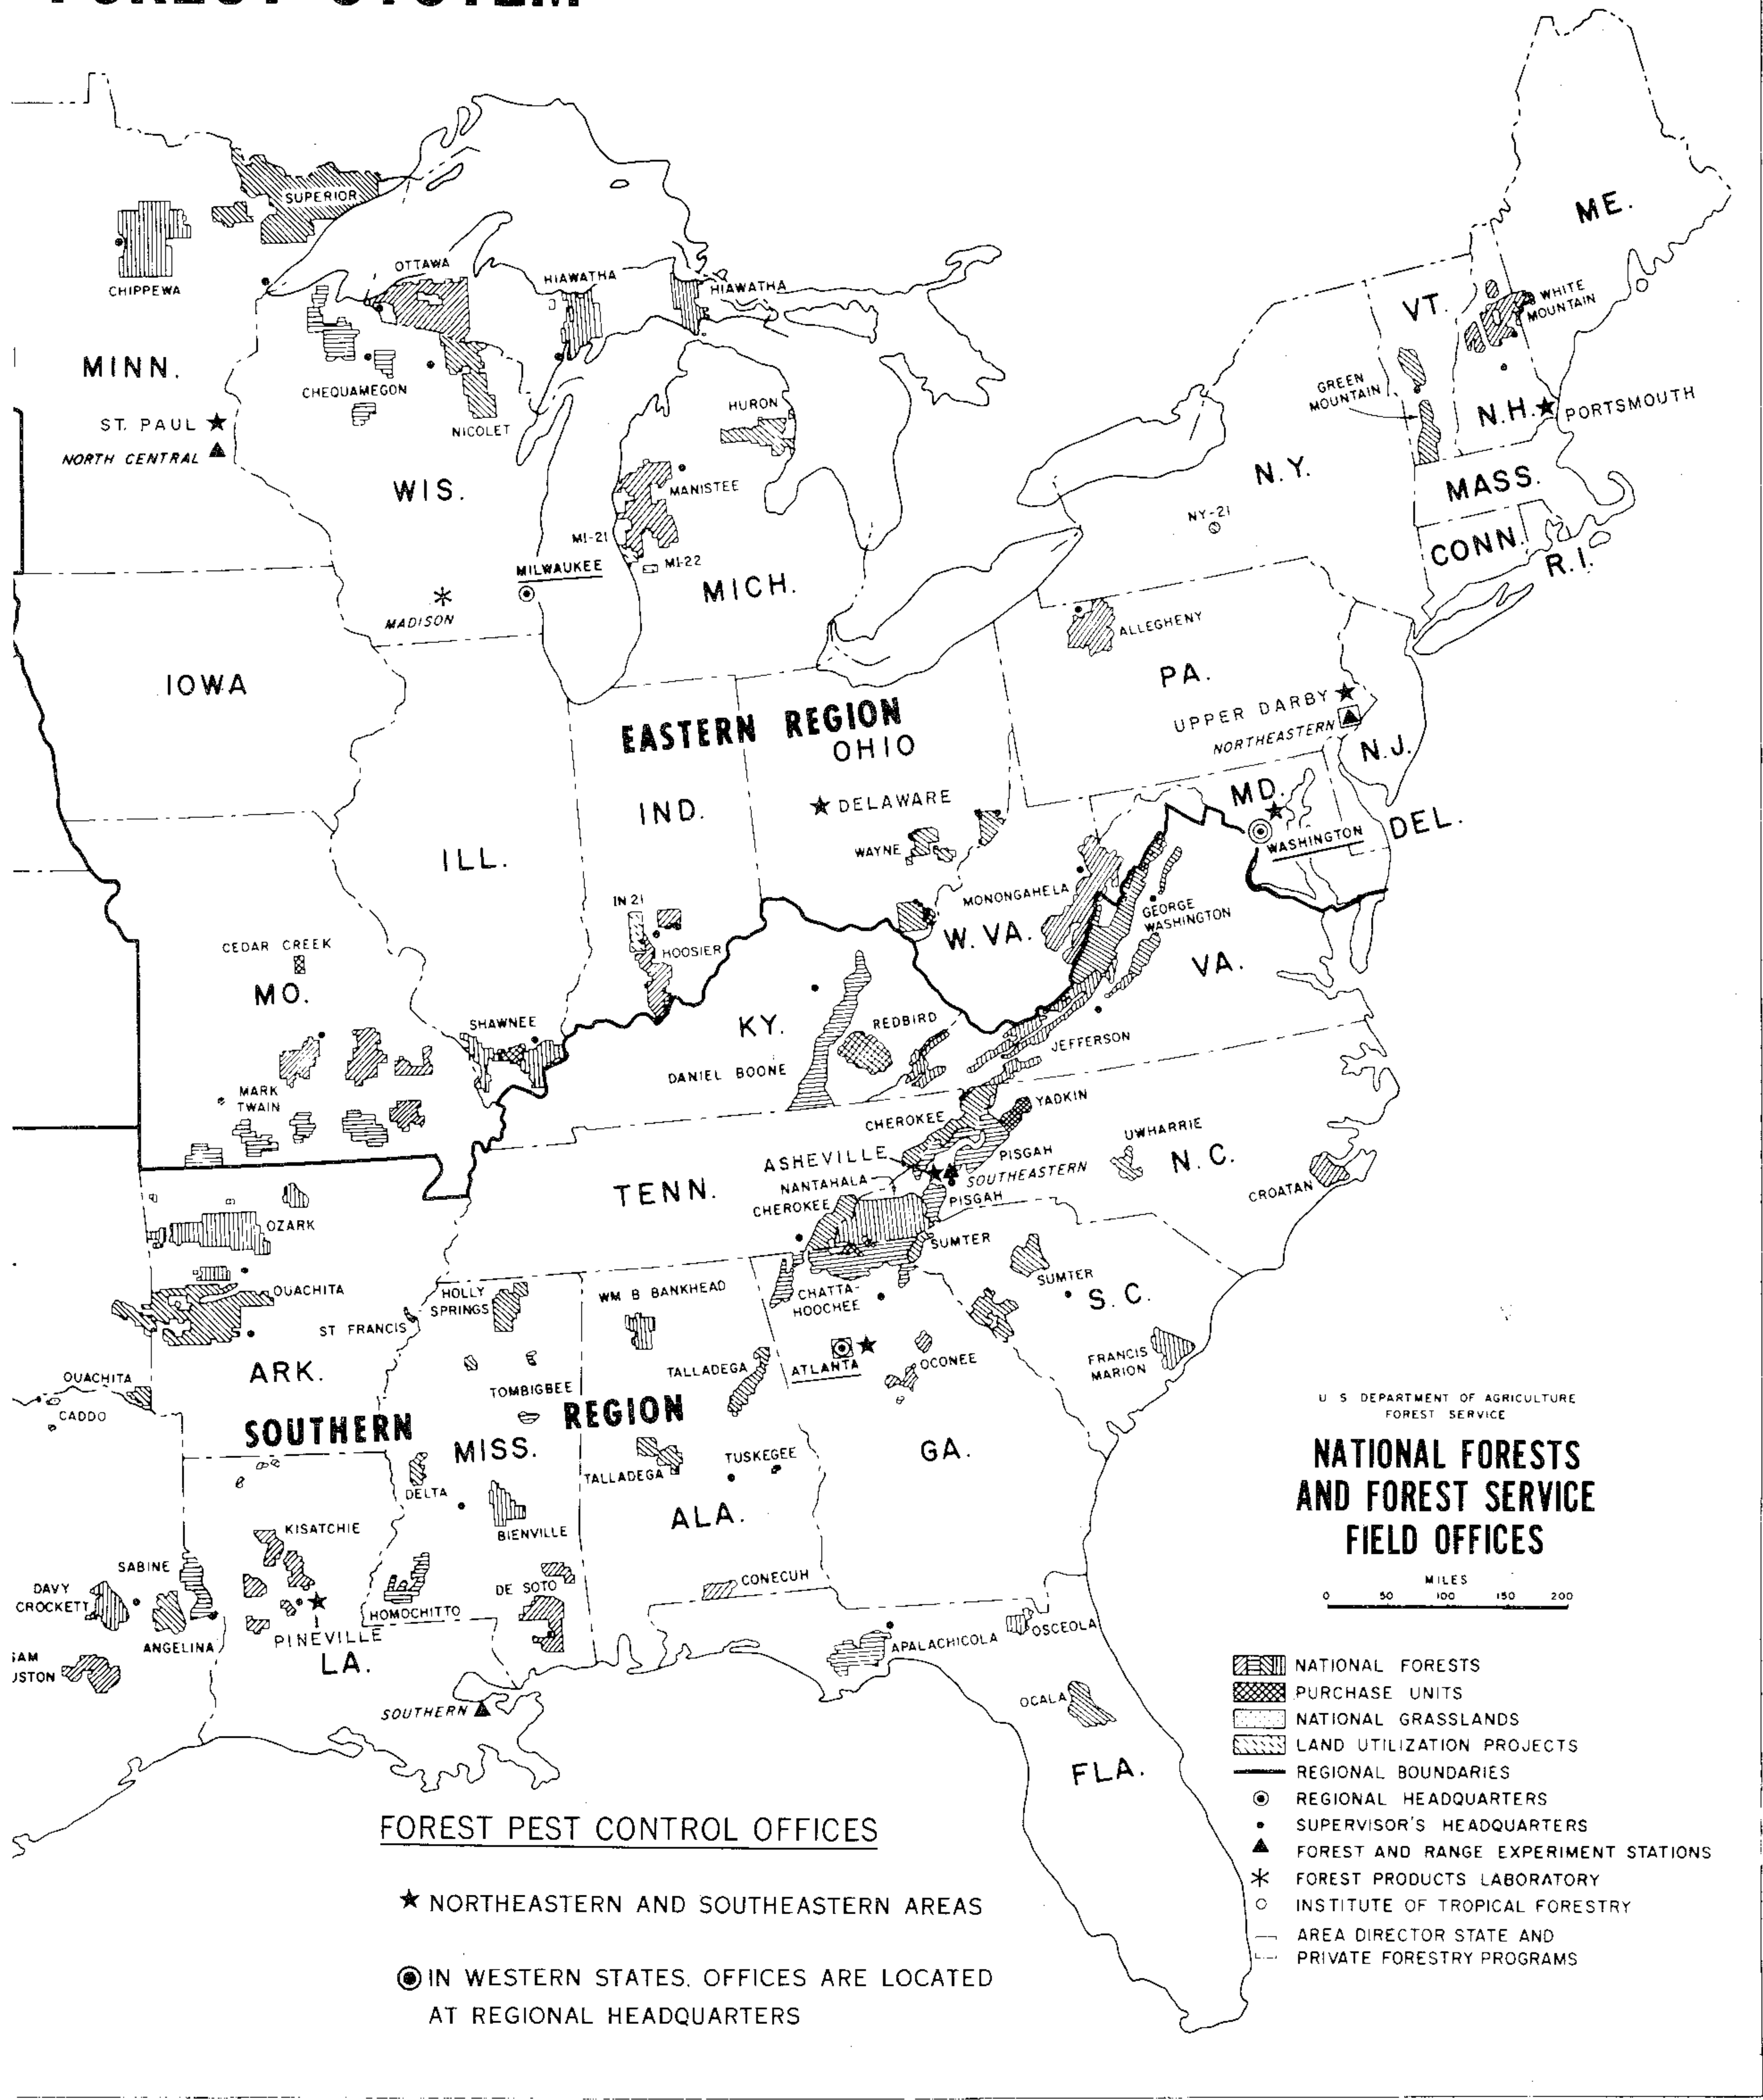 FOREST SYSTEM
SUPERIOR
CHIPPEWA
OTTAWA
HIAWATHA
HIAWATHA
MINN.
CHEQUAMEGON
NICOLET
ST. PAUL
NORTH CENTRAL
WIS.
HURON
MANISTEE
MI-21
MI-22
MILWAUKEE
MICH.
MADISON
IOWA
ME.
VT.
WHITE
MOUNTAIN
GREEN
MOUNTAIN
N.H.
PORTSMOUTH
N.Y.
NY-21
MASS.
CONN.
R.I.
ALLEGHENY
PA.
UPPER DARBY
NORTHEASTERN
N.J.
EASTERN REGION
OHIO
DELAWARE
IND.
ILL.
WAYNE
MD.
DEL.
WASHINGTON
MONONGAHELA
GEORGE
WASHINGTON
W. VA.
VA.
IN 21
HOOSIER
CEDAR CREEK
MO.
SHAWNEE
MARK
TWAIN
KY.
REDBIRD
DANIEL BOONE
JEFFERSON
CHEROKEE
YADKIN
UWHARRIE
ASHEVILLE
PISGAH
SOUTHEASTERN
N.C.
NANTAHALA
PISGAH
CHEROKEE
CROATAN
TENN.
SUMTER
OZARK
OUACHITA
HOLLY
SPRINGS
ST FRANCIS
WM B BANKHEAD
CHATTA-
HOOCHEE
SUMTER
S.C.
ARK.
OUACHITA
CADDO
TOMBIGBEE
TALLADEGA
ATLANTA
OCONEE
FRANCIS
MARION
SOUTHERN REGION
MISS.
TALLADEGA
TUSKEGEE
GA.
DELTA
BIENVILLE
ALA.
KISATCHIE
SABINE
DAVY
CROCKETT
ANGELINA
HOMOCHITTO
DE SOTO
CONECUH
PINEVILLE
LA.
APALACHICOLA
OSCEOLA
OCALA
FLA.
SOUTHERN
U S DEPARTMENT OF AGRICULTURE
FOREST SERVICE
NATIONAL FORESTS
AND FOREST SERVICE
FIELD OFFICES
MILES
0 50 100 150 200
NATIONAL FORESTS
PURCHASE UNITS
NATIONAL GRASSLANDS
LAND UTILIZATION PROJECTS
REGIONAL BOUNDARIES
REGIONAL HEADQUARTERS
SUPERVISOR'S HEADQUARTERS
FOREST AND RANGE EXPERIMENT STATIONS
FOREST PRODUCTS LABORATORY
INSTITUTE OF TROPICAL FORESTRY
AREA DIRECTOR STATE AND
PRIVATE FORESTRY PROGRAMS
FOREST PEST CONTROL OFFICES
NORTHEASTERN AND SOUTHEASTERN AREAS
IN WESTERN STATES. OFFICES ARE LOCATED
AT REGIONAL HEADQUARTERS